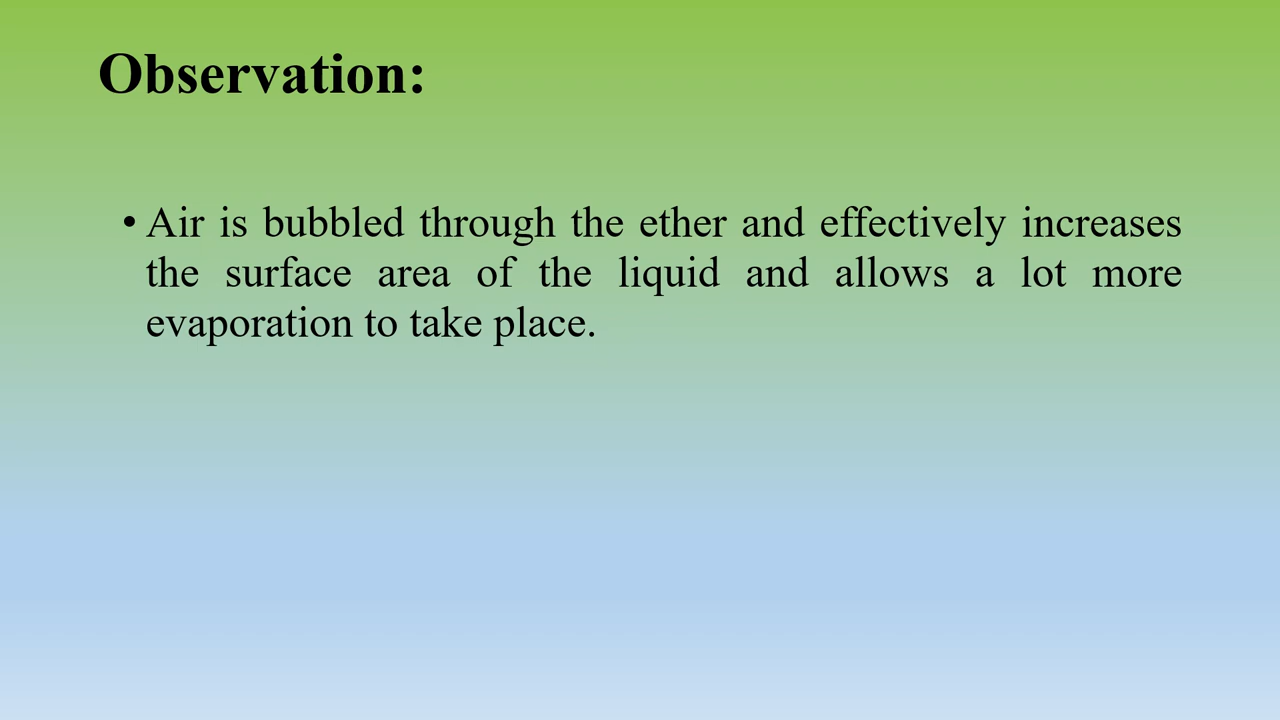 Observation:
• Air is bubbled through the ether and effectively increases
the surface area of the liquid and allows a lot more
evaporation to take place.